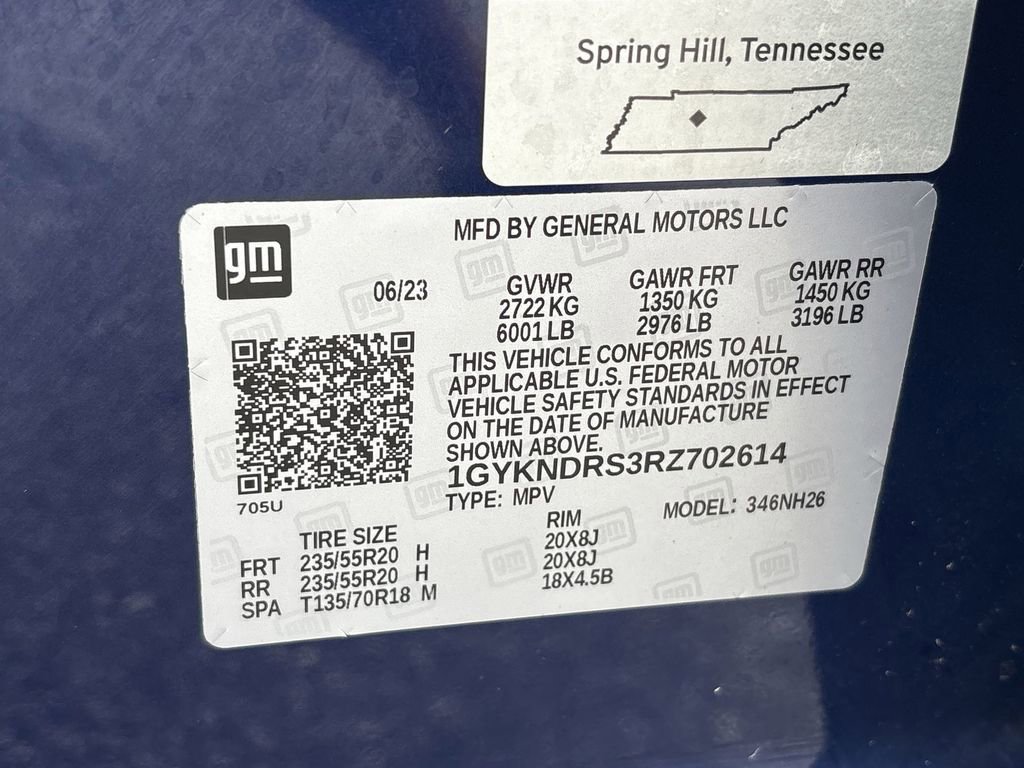 Spring Hill, Tennessee
gm
MFD BY GENERAL MOTORS LLC
06/23
GVWR
2722 KG
6001 LB
GAWR FRT
1350 KG
2976 LB
GAWR RR
1450 KG
3196 LB
THIS VEHICLE CONFORMS TO ALL
APPLICABLE U.S. FEDERAL MOTOR
VEHICLE SAFETY STANDARDS IN EFFECT
ON THE DATE OF MANUFACTURE
SHOWN ABOVE.
1GYKNDRS3RZ702614
TYPE: MPV
MODEL: 346NH26
705U
TIRE SIZE RIM
FRT 235/55R20 H 20X8J
RR 235/55R20 H 20X8J
SPA T135/70R18 M 18X4.5B